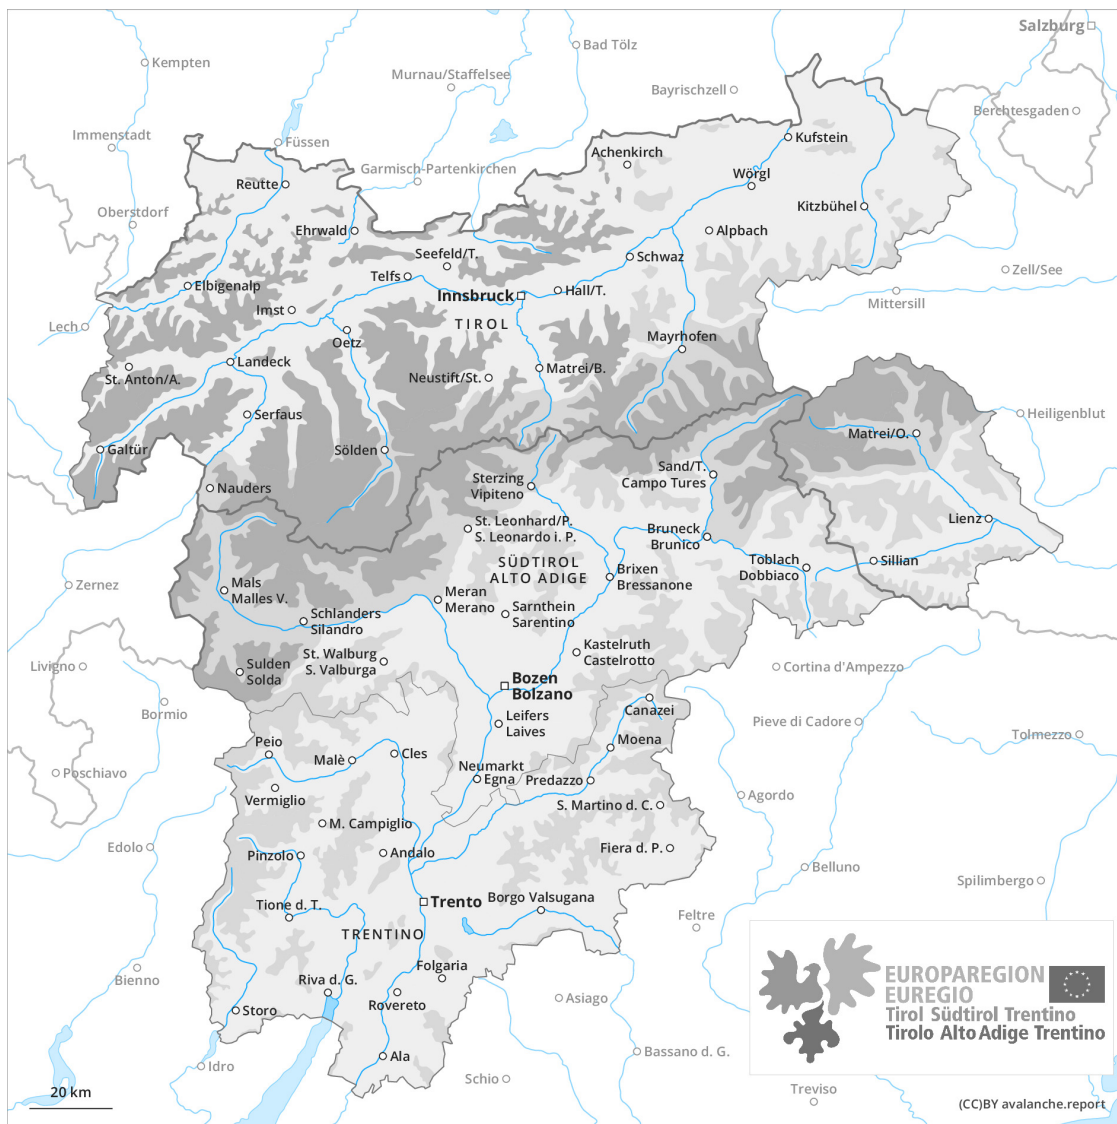 Salzburg
Bad Tölz
Kempten
Murnau/Staffelsee
Bayrischzell
Berchtesgaden
Immenstadt
Füssen
Kufstein
Achenkirch
Garmisch-Partenkirchen
Wörgl
Reutte
Kitzbühel
Oberstdorf
Ehrwald
Alpbach
Seefeld/T.
Schwaz
Zell/See
Telfs
Elbigenalp
Hall/T.
Innsbruck
Mittersill
Imst
TIROL
Lech
Oetz
Mayrhofen
Landeck
Matrei/B.
St. Anton/A.
Neustift/St.
Serfaus
Heiligenblut
Matrei/O.
Galtür
Sölden
Sand/T.
Campo Tures
Sterzing
Vipiteno
Nauders
St. Leonhard/P.
S. Leonardo i. P.
Lienz
Bruneck
Brunico
SÜDTIROL
ALTO ADIGE
Toblach
Dobbiaco
Sillian
Brixen
Bressanone
Zernez
Mals
Malles V.
Meran
Merano
Schlanders
Silandro
Sarnthein
Sarentino
Kastelruth
Castelrotto
St. Walburg
S. Valburga
Livigno
Sulden
Solda
Cortina d'Ampezzo
Bozen
Bolzano
Canazei
Bormio
Leifers
Laives
Pieve di Cadore
Tolmezzo
Moena
Peio
Malè
Cles
Poschiavo
Neumarkt
Egna
Predazzo
Vermiglio
Agordo
S. Martino d. C.
M. Campiglio
Edolo
Pinzolo
Andalo
Fiera d. P.
Belluno
Spilimbergo
Trento
Borgo Valsugana
Tione d. T.
Feltre
TRENTINO
Bienno
Folgaria
Riva d. G.
Rovereto
Asiago
Storo
EUROPAREGION
EUREGIO
Tirol Südtirol Trentino
Tirolo Alto Adige Trentino
Ala
Idro
Bassano d. G.
Schio
Treviso
20 km
(CC)BY avalanche.report